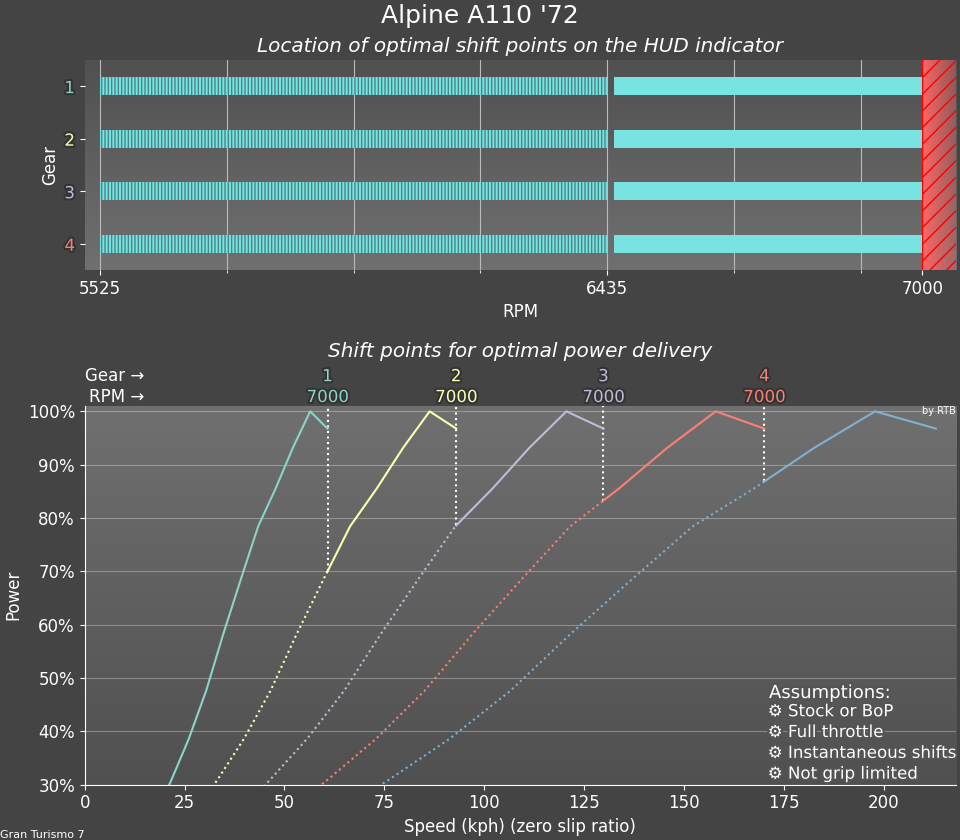 Alpine A110 '72
Location of optimal shift points on the HUD indicator
Gear
1
2
3
4
5525 6435 7000
RPM
Shift points for optimal power delivery
Gear → 1 2 3 4
RPM → 7000 7000 7000 7000
by RTB
Power
100%
90%
80%
70%
60%
50%
40%
30%
Assumptions:
⚙ Stock or BoP
⚙ Full throttle
⚙ Instantaneous shifts
⚙ Not grip limited
0 25 50 75 100 125 150 175 200
Speed (kph) (zero slip ratio)
Gran Turismo 7